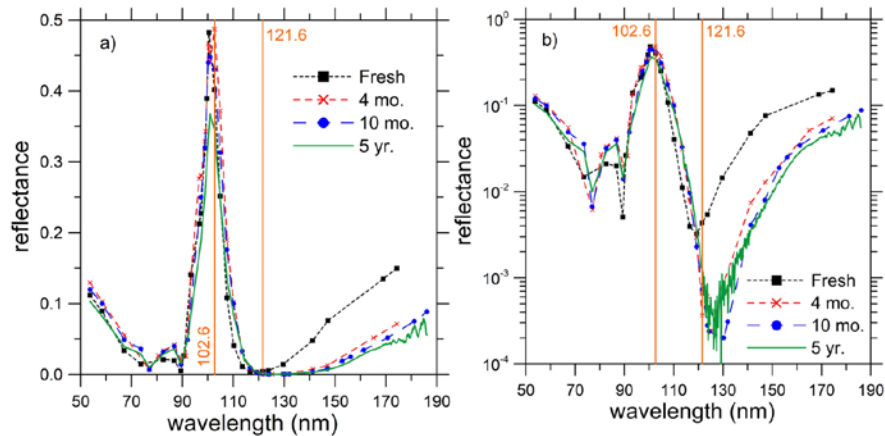 a)
121.6
102.6
Fresh
4 mo.
10 mo.
5 yr.
0.5
0.4
0.3
0.2
0.1
0.0
reflectance
50 70 90 110 130 150 170 190
wavelength (nm)
b)
102.6
121.6
Fresh
4 mo.
10 mo.
5 yr.
10⁰
10⁻¹
10⁻²
10⁻³
10⁻⁴
reflectance
50 70 90 110 130 150 170 190
wavelength (nm)